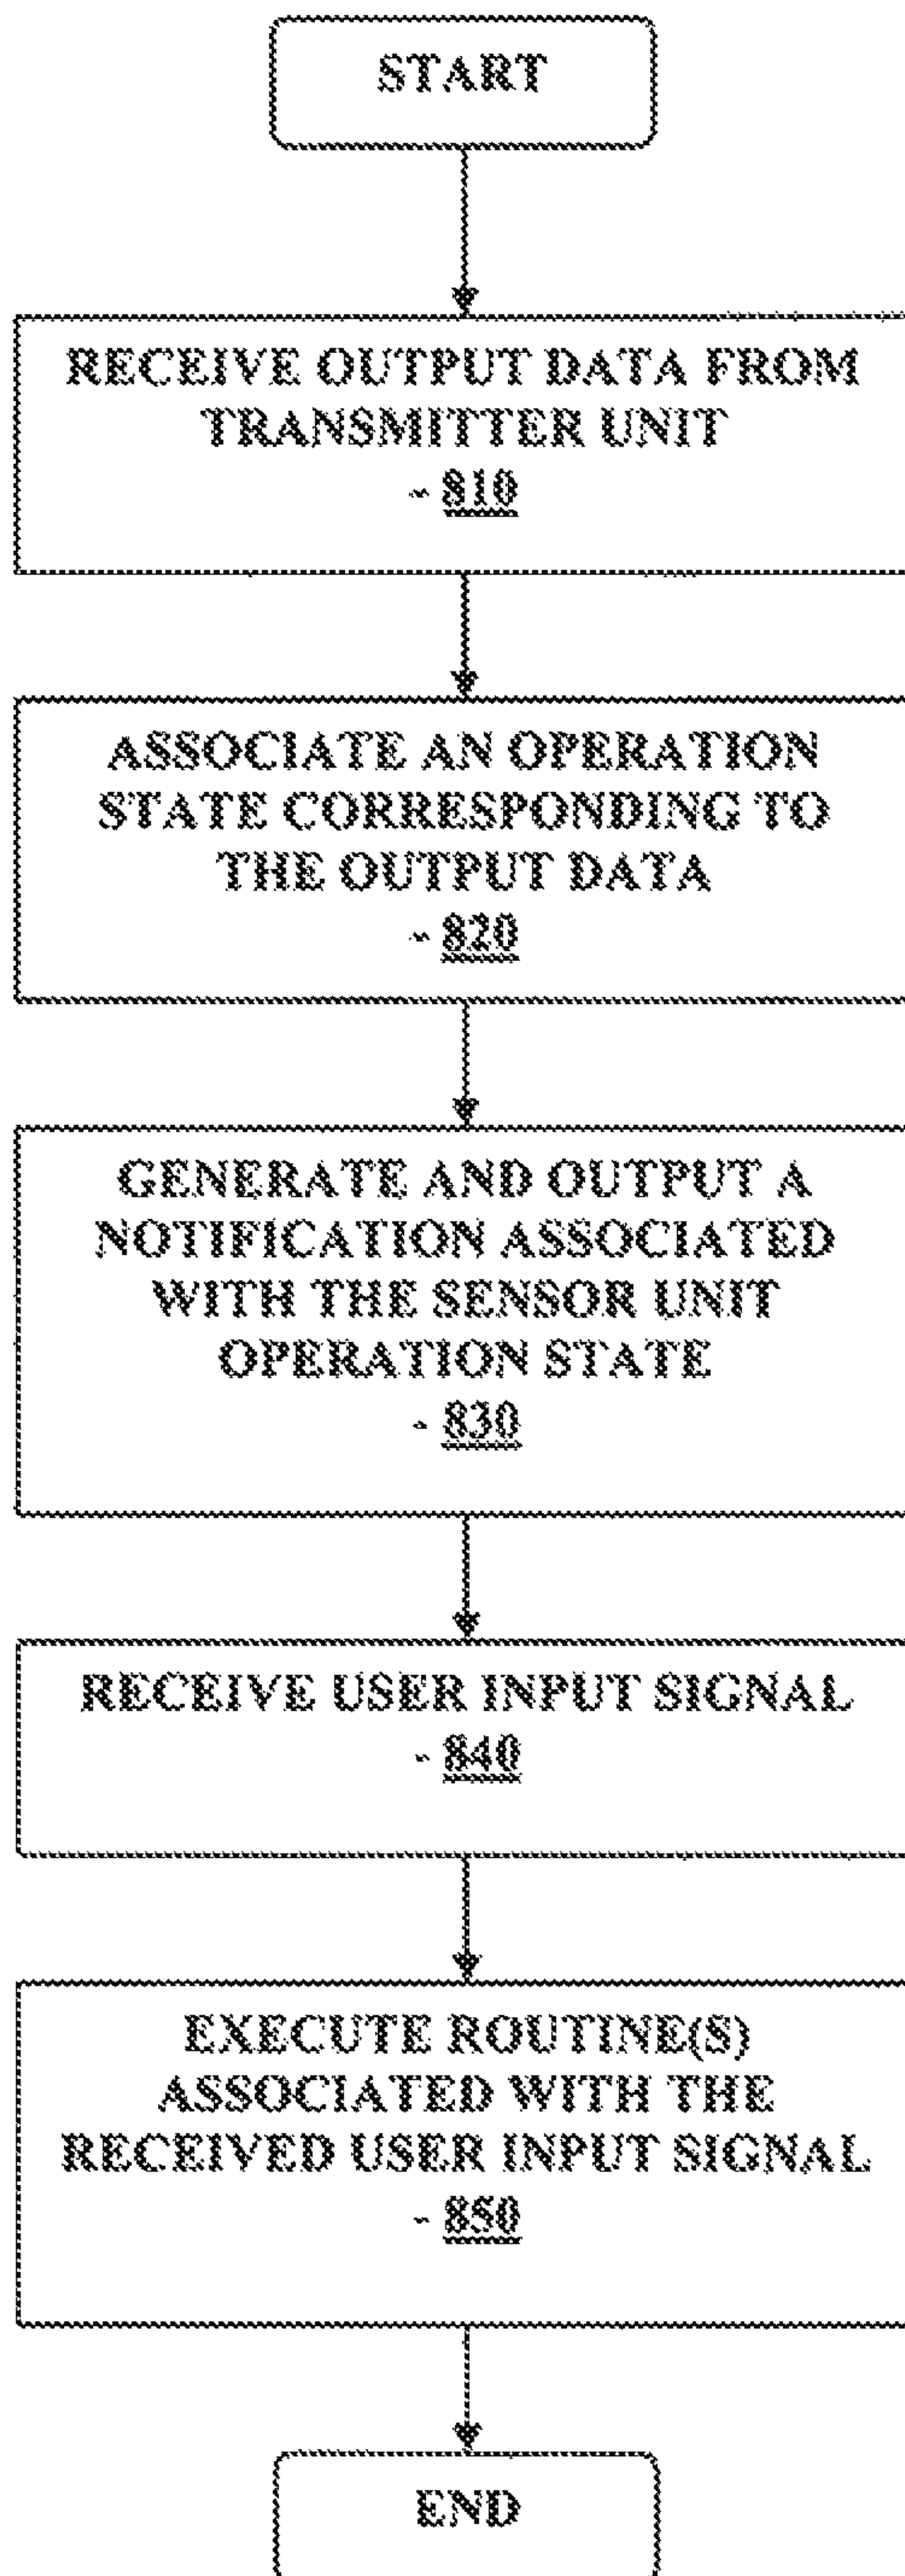 START
RECEIVE OUTPUT DATA FROM
TRANSMITTER UNIT
- 810
ASSOCIATE AN OPERATION
STATE CORRESPONDING TO
THE OUTPUT DATA
- 820
GENERATE AND OUTPUT A
NOTIFICATION ASSOCIATED
WITH THE SENSOR UNIT
OPERATION STATE
- 830
RECEIVE USER INPUT SIGNAL
- 840
EXECUTE ROUTINE(S)
ASSOCIATED WITH THE
RECEIVED USER INPUT SIGNAL
- 850
END